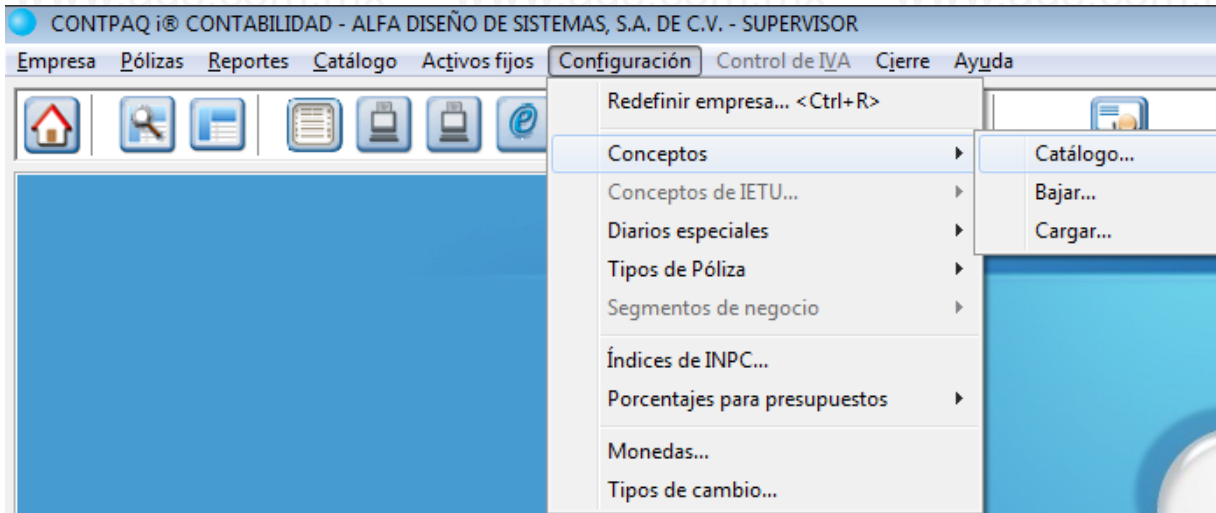 CONTPAQ i® CONTABILIDAD - ALFA DISEÑO DE SISTEMAS, S.A. DE C.V. - SUPERVISOR
Empresa Pólizas Reportes Catálogo Activos fijos Configuración Control de IVA Cierre Ayuda
Redefinir empresa... <Ctrl+R>
Conceptos
Catálogo...
Conceptos de IETU...
Bajar...
Diarios especiales
Cargar...
Tipos de Póliza
Segmentos de negocio
Índices de INPC...
Porcentajes para presupuestos
Monedas...
Tipos de cambio...